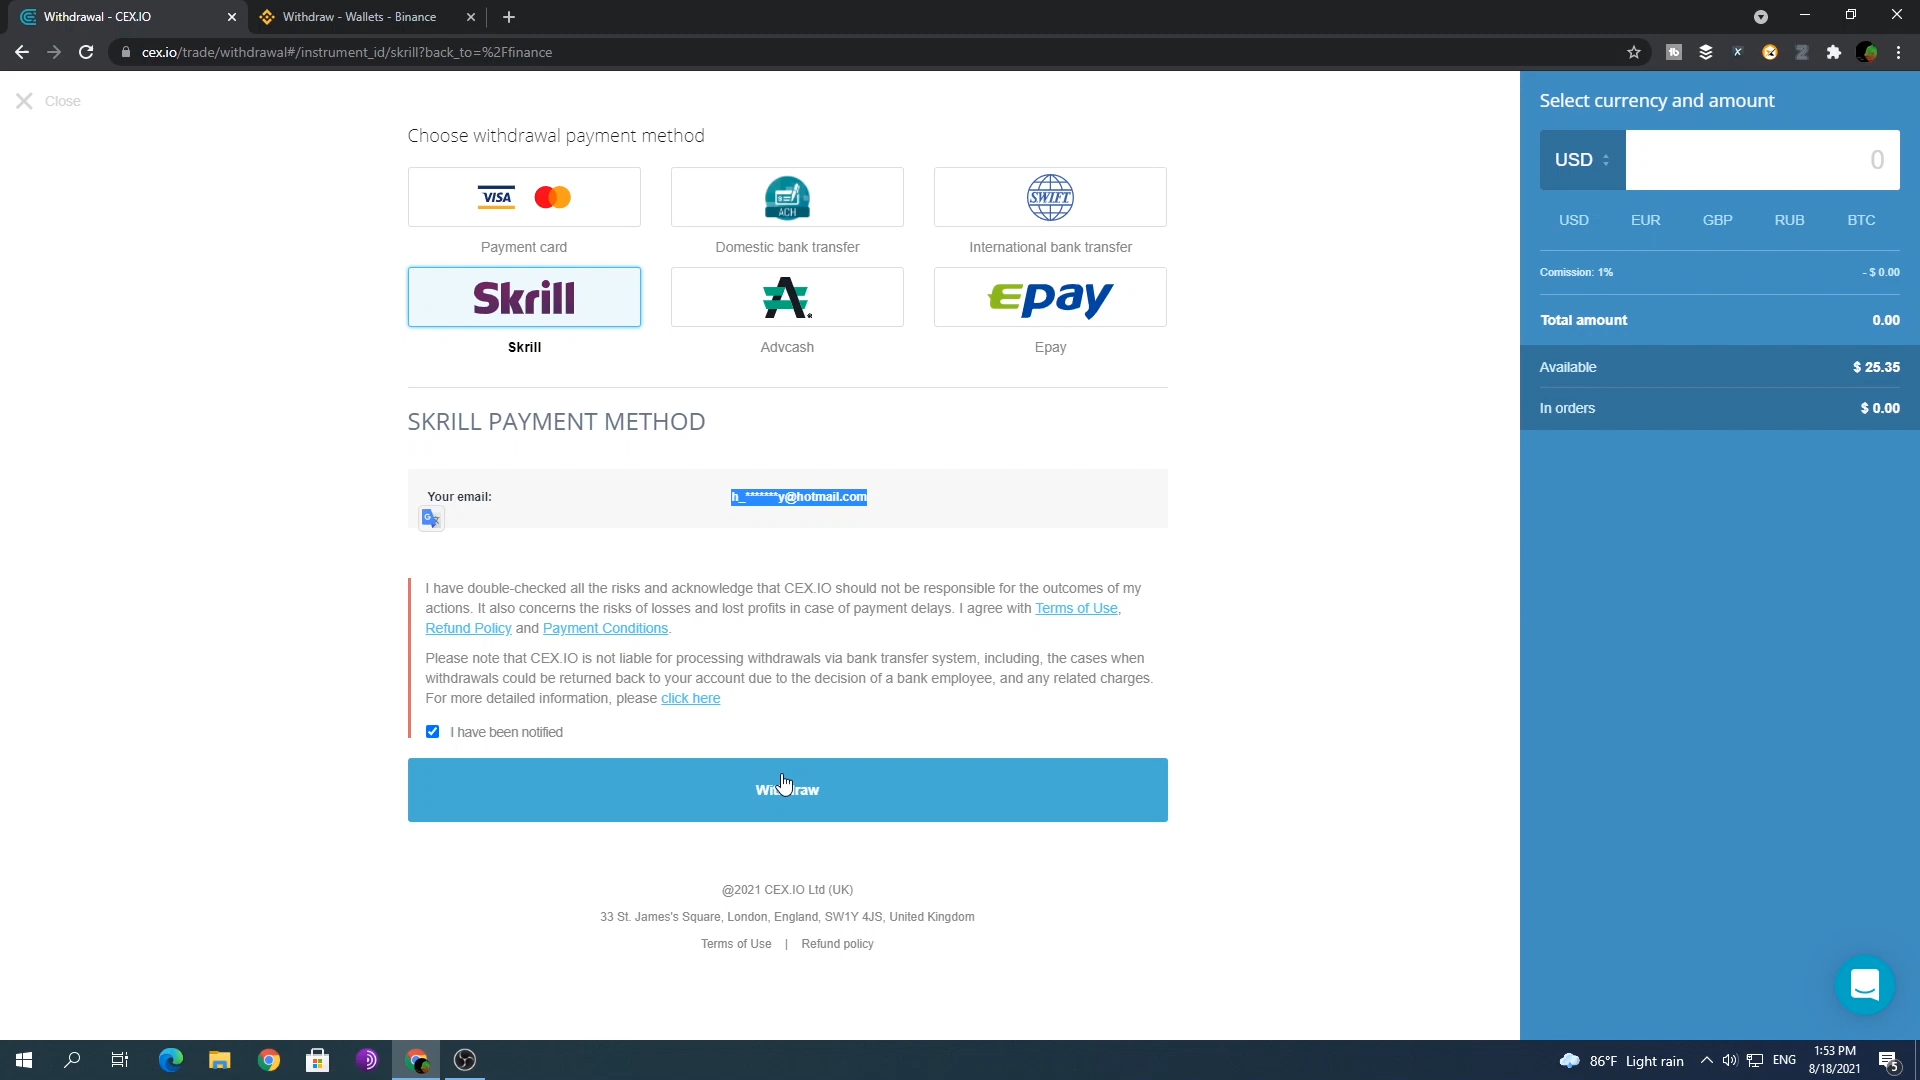 Withdrawal - CEX.IO
Withdraw - Wallets - Binance
cex.io/trade/withdrawal#/instrument_id/skrill?back_to=%2Ffinance
Close
Choose withdrawal payment method
VISA
ACH
SWIFT
Payment card
Domestic bank transfer
International bank transfer
Skrill
epay
Skrill
Advcash
Epay
SKRILL PAYMENT METHOD
Your email:
h_*******y@hotmail.com
I have double-checked all the risks and acknowledge that CEX.IO should not be responsible for the outcomes of my
actions. It also concerns the risks of losses and lost profits in case of payment delays. I agree with Terms of Use,
Refund Policy and Payment Conditions.
Please note that CEX.IO is not liable for processing withdrawals via bank transfer system, including, the cases when
withdrawals could be returned back to your account due to the decision of a bank employee, and any related charges.
For more detailed information, please click here
I have been notified
@2021 CEX.IO Ltd (UK)
33 St. James's Square, London, England, SW1Y 4JS, United Kingdom
Terms of Use | Refund policy
Select currency and amount
USD 0
USD EUR GBP RUB BTC
Comission: 1% - $ 0.00
Total amount 0.00
Available $ 25.35
In orders $ 0.00
86°F Light rain
ENG
1:53 PM
8/18/2021
5